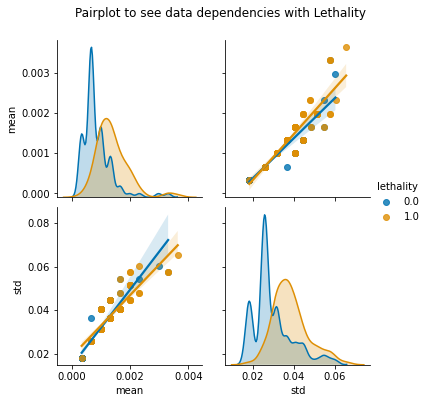 Pairplot to see data dependencies with Lethality
0.003
0.002
0.001
0.000
mean
lethality
0.0
1.0
0.08
0.06
0.04
0.02
std
0.000 0.002 0.004
mean
0.02 0.04 0.06
std